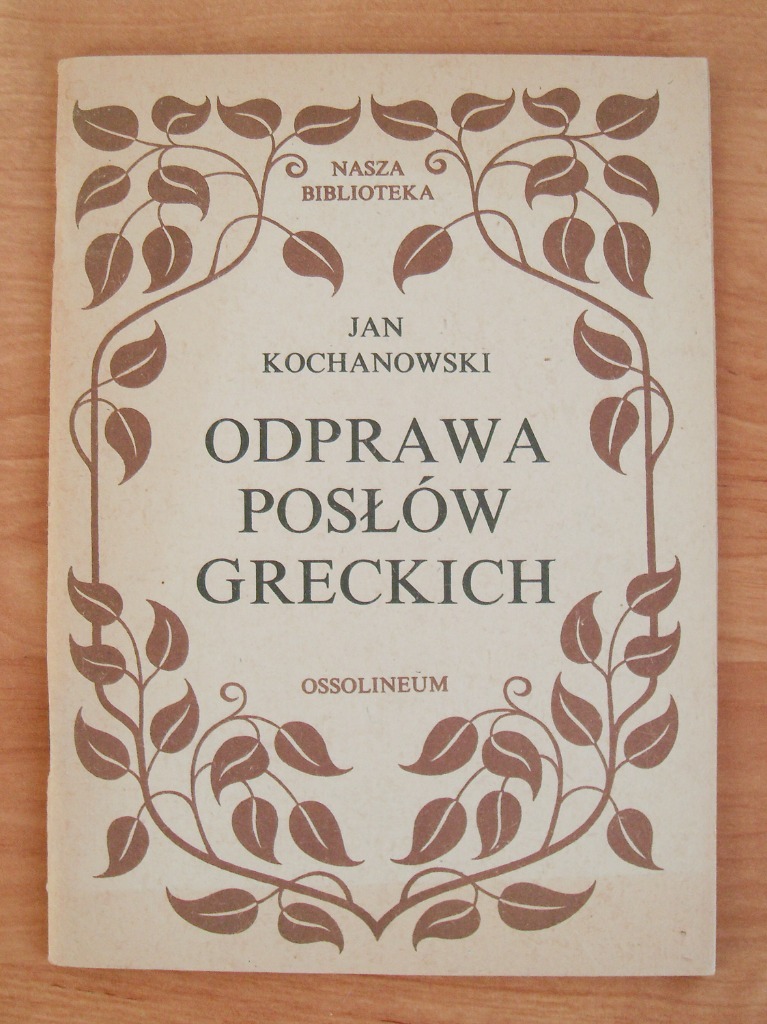 NASZA
BIBLIOTEKA
JAN
KOCHANOWSKI
ODPRAWA
POSŁÓW
GRECKICH
OSSOLINEUM